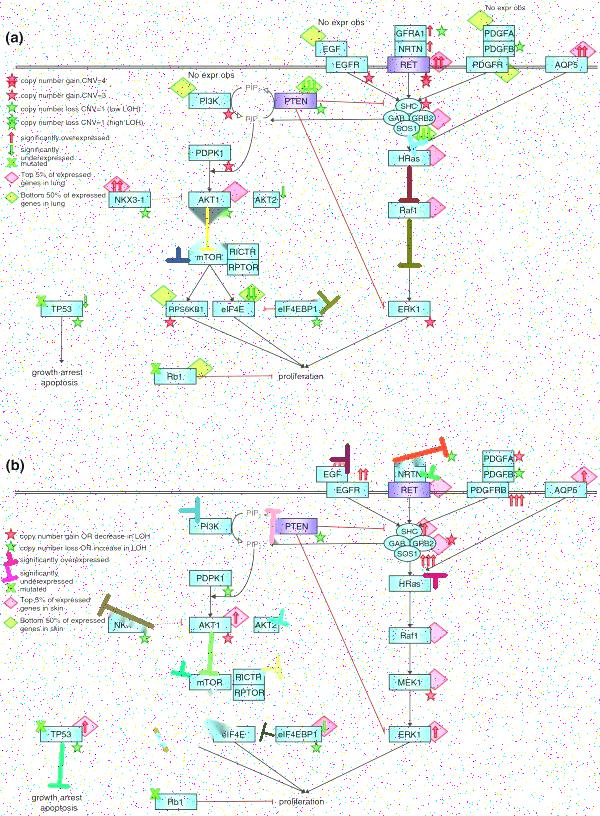 (a)
No expr obs
No expr obs
EGF
GFRA1
NRTN
PDGFA
PDGFB
EGFR
RET
PDGFR
AQP5
copy number gain CNV=4
copy number gain CNV=3
copy number loss CNV=1 (low LOH)
copy number loss CNV=1 (high LOH)
significantly overexpressed
significantly
underexpressed
mutated
Top 5% of expressed
genes in lung
Bottom 50% of expressed
genes in lung
No expr obs
PI3K
PIP
PIP
PTEN
SHC
GAB
GRB2
SOS1
HRas
Raf1
PDPK1
NKX3-1
AKT1
AKT2
mTOR
RICTR
RPTOR
TP53
RPS6KB1
eIF4E
eIF4EBP1
ERK1
growth arrest
apoptosis
Rb1
proliferation
(b)
EGF
NRTN
PDGFA
PDGFB
EGFR
RET
PDGFRB
AQP5
copy number gain OR decrease in LOH
copy number loss OR increase in LOH
significantly overexpressed
significantly
underexpressed
mutated
Top 5% of expressed
genes in skin
Bottom 50% of expressed
genes in skin
PI3K
PIP
PIP
PTEN
SHC
GAB
GRB2
SOS1
HRas
PDPK1
AKT1
AKT2
Raf1
mTOR
RICTR
RPTOR
MEK1
TP53
eIF4EBP1
ERK1
growth arrest
apoptosis
Rb1
proliferation